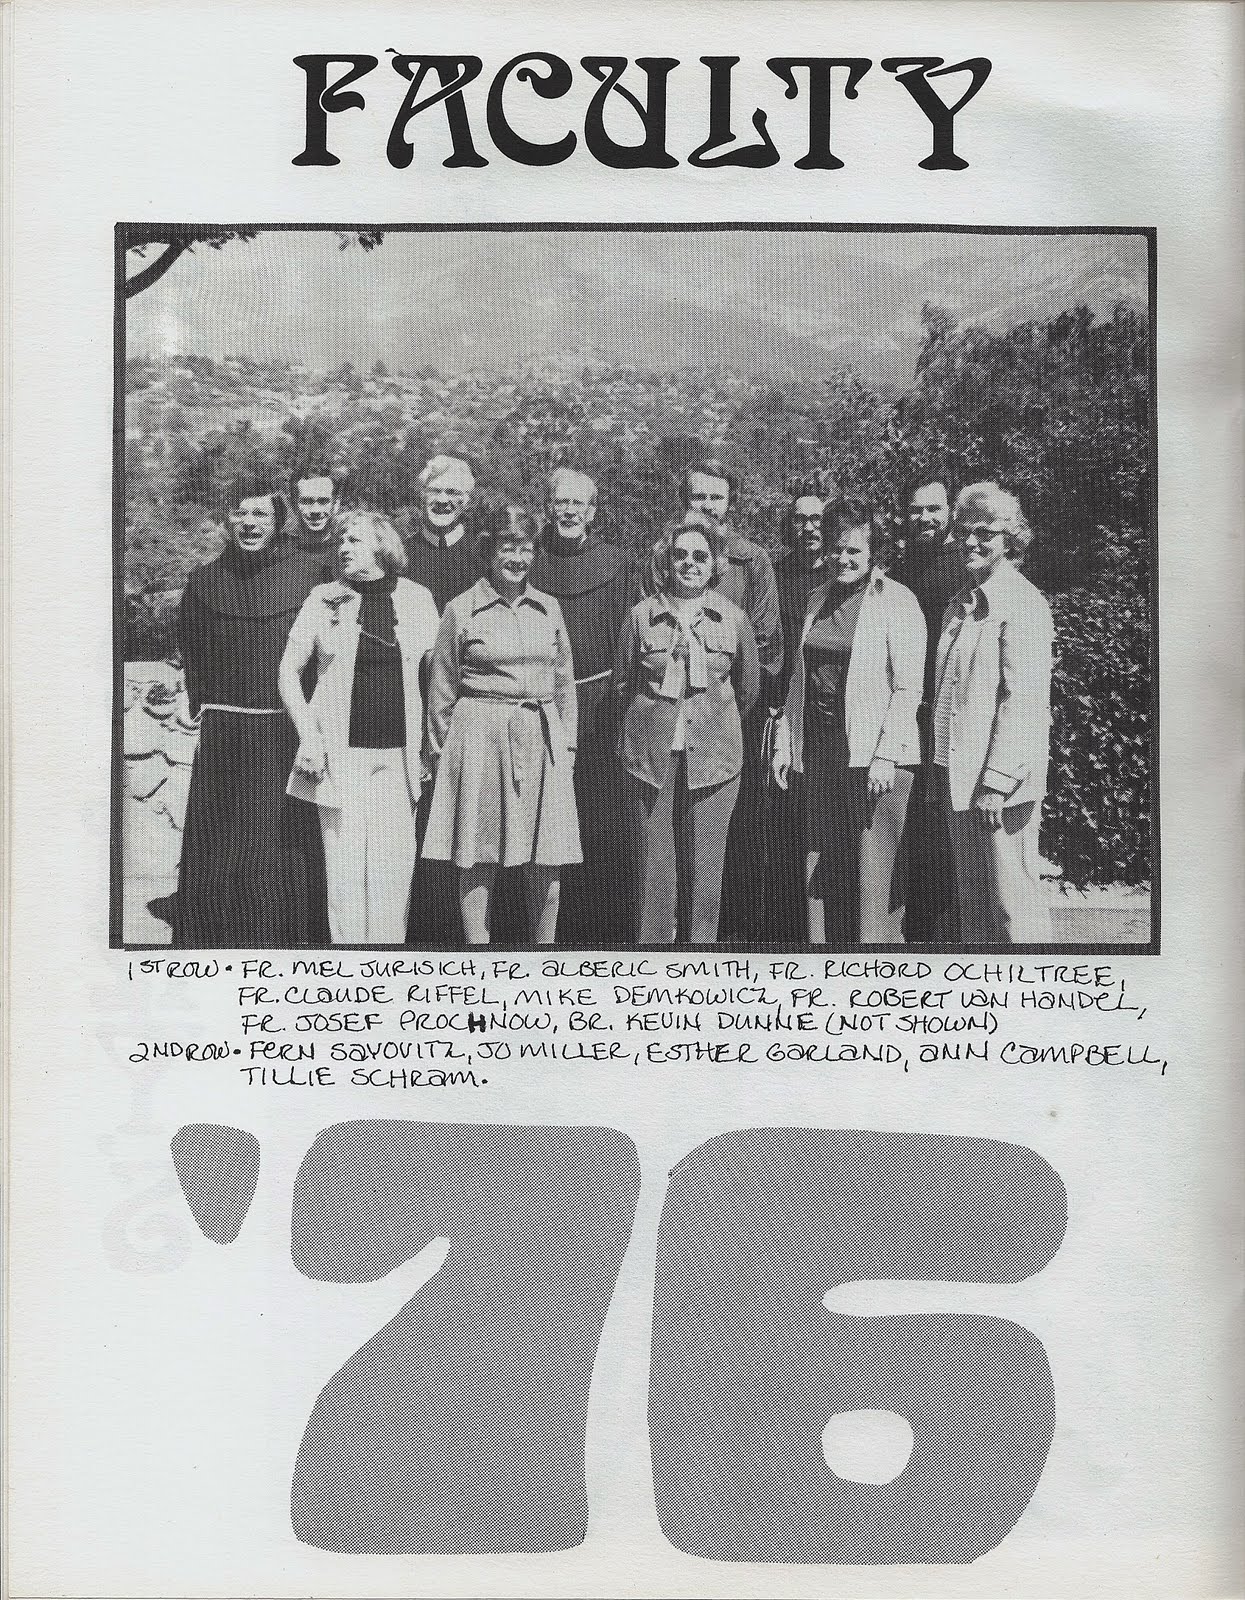 FACULTY
1ST ROW • FR. MEL JURISICH, FR. ALBERIC SMITH, FR. RICHARD OCHILTREE,
FR. CLAUDE RIFFEL, MIKE DEMKOWICZ, FR. ROBERT VAN HANDEL,
FR. JOSEF PROCHNOW, BR. KEVIN DUNNE (NOT SHOWN)
2ND ROW • FERN SAYOVITZ, JO MILLER, ESTHER GARLAND, ANN CAMPBELL,
TILLIE SCHRAM.
'76